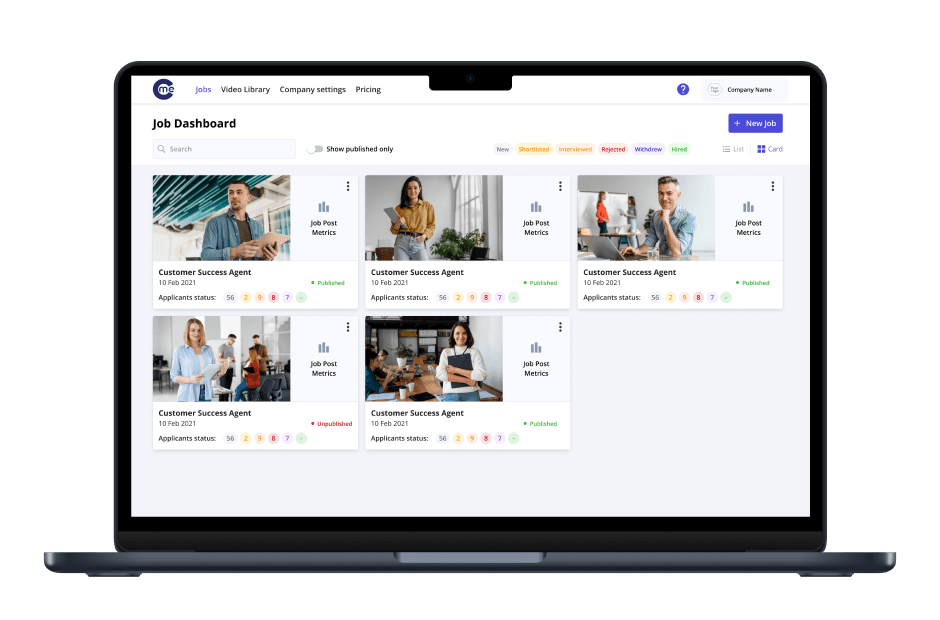 me
Jobs Video Library Company settings Pricing
? Company Name
Job Dashboard
+ New Job
Search
Show published only
New Shortlisted Interviewed Rejected Withdrew Hired
List Card
Job Post
Metrics
Customer Success Agent
10 Feb 2021
Published
Applicants status: 56 2 9 8 7 -
Job Post
Metrics
Customer Success Agent
10 Feb 2021
Published
Applicants status: 56 2 9 8 7 -
Job Post
Metrics
Customer Success Agent
10 Feb 2021
Published
Applicants status: 56 2 9 8 7 -
Job Post
Metrics
Customer Success Agent
10 Feb 2021
Unpublished
Applicants status: 56 2 9 8 7 -
Job Post
Metrics
Customer Success Agent
10 Feb 2021
Published
Applicants status: 56 2 9 8 7 -